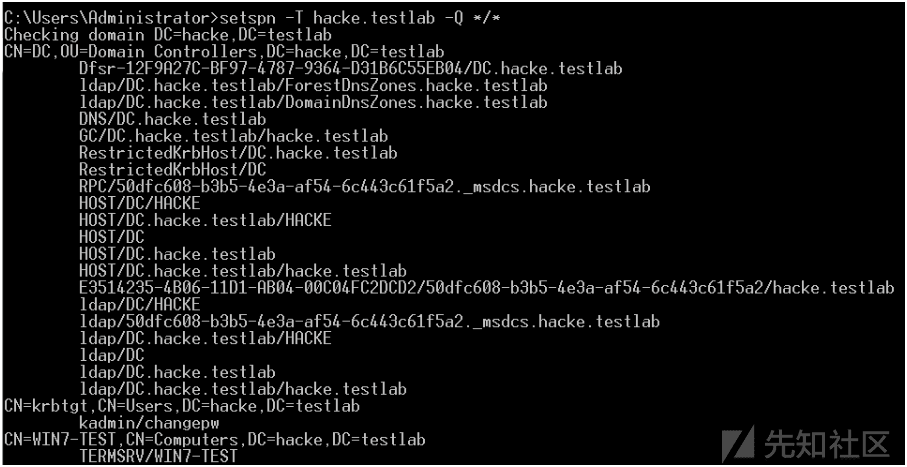 C:\Users\Administrator>setspn -T hacke.testlab -Q */*
Checking domain DC=hacke,DC=testlab
CN=DC,OU=Domain Controllers,DC=hacke,DC=testlab
Dfsr-12F9A27C-BF97-4787-9364-D31B6C55EB04/DC.hacke.testlab
ldap/DC.hacke.testlab/ForestDnsZones.hacke.testlab
ldap/DC.hacke.testlab/DomainDnsZones.hacke.testlab
DNS/DC.hacke.testlab
GC/DC.hacke.testlab/hacke.testlab
RestrictedKrbHost/DC.hacke.testlab
RestrictedKrbHost/DC
RPC/50dfc608-b3b5-4e3a-af54-6c443c61f5a2._msdcs.hacke.testlab
HOST/DC/HACKE
HOST/DC.hacke.testlab/HACKE
HOST/DC
HOST/DC.hacke.testlab
HOST/DC.hacke.testlab/hacke.testlab
E3514235-4B06-11D1-AB04-00C04FC2DCD2/50dfc608-b3b5-4e3a-af54-6c443c61f5a2/hacke.testlab
ldap/DC/HACKE
ldap/50dfc608-b3b5-4e3a-af54-6c443c61f5a2._msdcs.hacke.testlab
ldap/DC.hacke.testlab/HACKE
ldap/DC
ldap/DC.hacke.testlab
ldap/DC.hacke.testlab/hacke.testlab
CN=krbtgt,CN=Users,DC=hacke,DC=testlab
kadmin/changepw
CN=WIN7-TEST,CN=Computers,DC=hacke,DC=testlab
TERMSRV/WIN7-TEST
先知社区